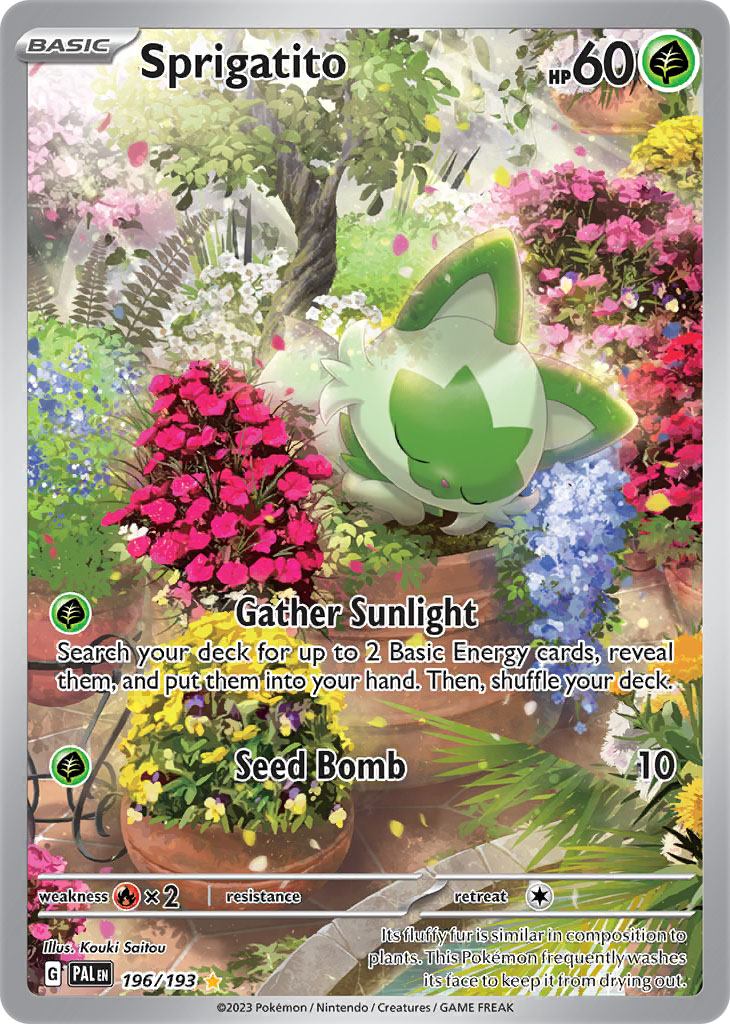 BASIC
Sprigatito
HP 60
Gather Sunlight
Search your deck for up to 2 Basic Energy cards, reveal
them, and put them into your hand. Then, shuffle your deck.
Seed Bomb 10
weakness ×2 resistance retreat
Illus. Kouki Saitou
Its fluffy fur is similar in composition to
plants. This Pokémon frequently washes
its face to keep it from drying out.
G PAL EN 196/193
©2023 Pokémon / Nintendo / Creatures / GAME FREAK